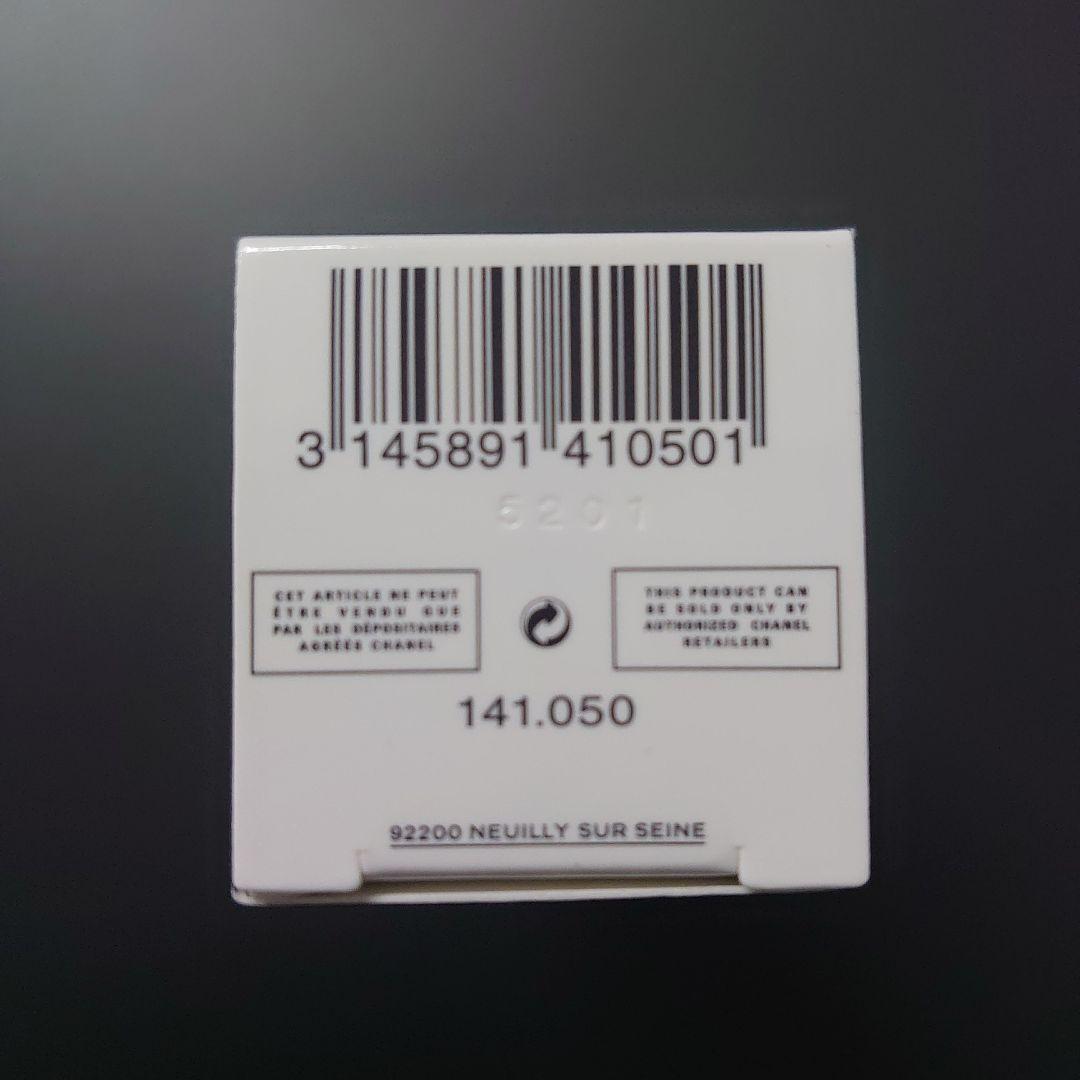 3 145891 410501
5201
CET ARTICLE NE PEUT
ÊTRE VENDU QUE
PAR LES DÉPOSITAIRES
AGRÉÉS CHANEL
THIS PRODUCT CAN
BE SOLD ONLY BY
AUTHORIZED CHANEL
RETAILERS
141.050
92200 NEUILLY SUR SEINE